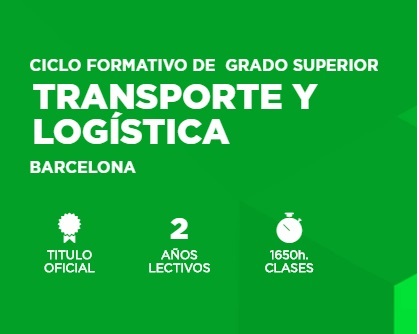 CICLO FORMATIVO DE GRADO SUPERIOR
TRANSPORTE Y
LOGÍSTICA
BARCELONA
TITULO
OFICIAL
2
AÑOS
LECTIVOS
1650h.
CLASES